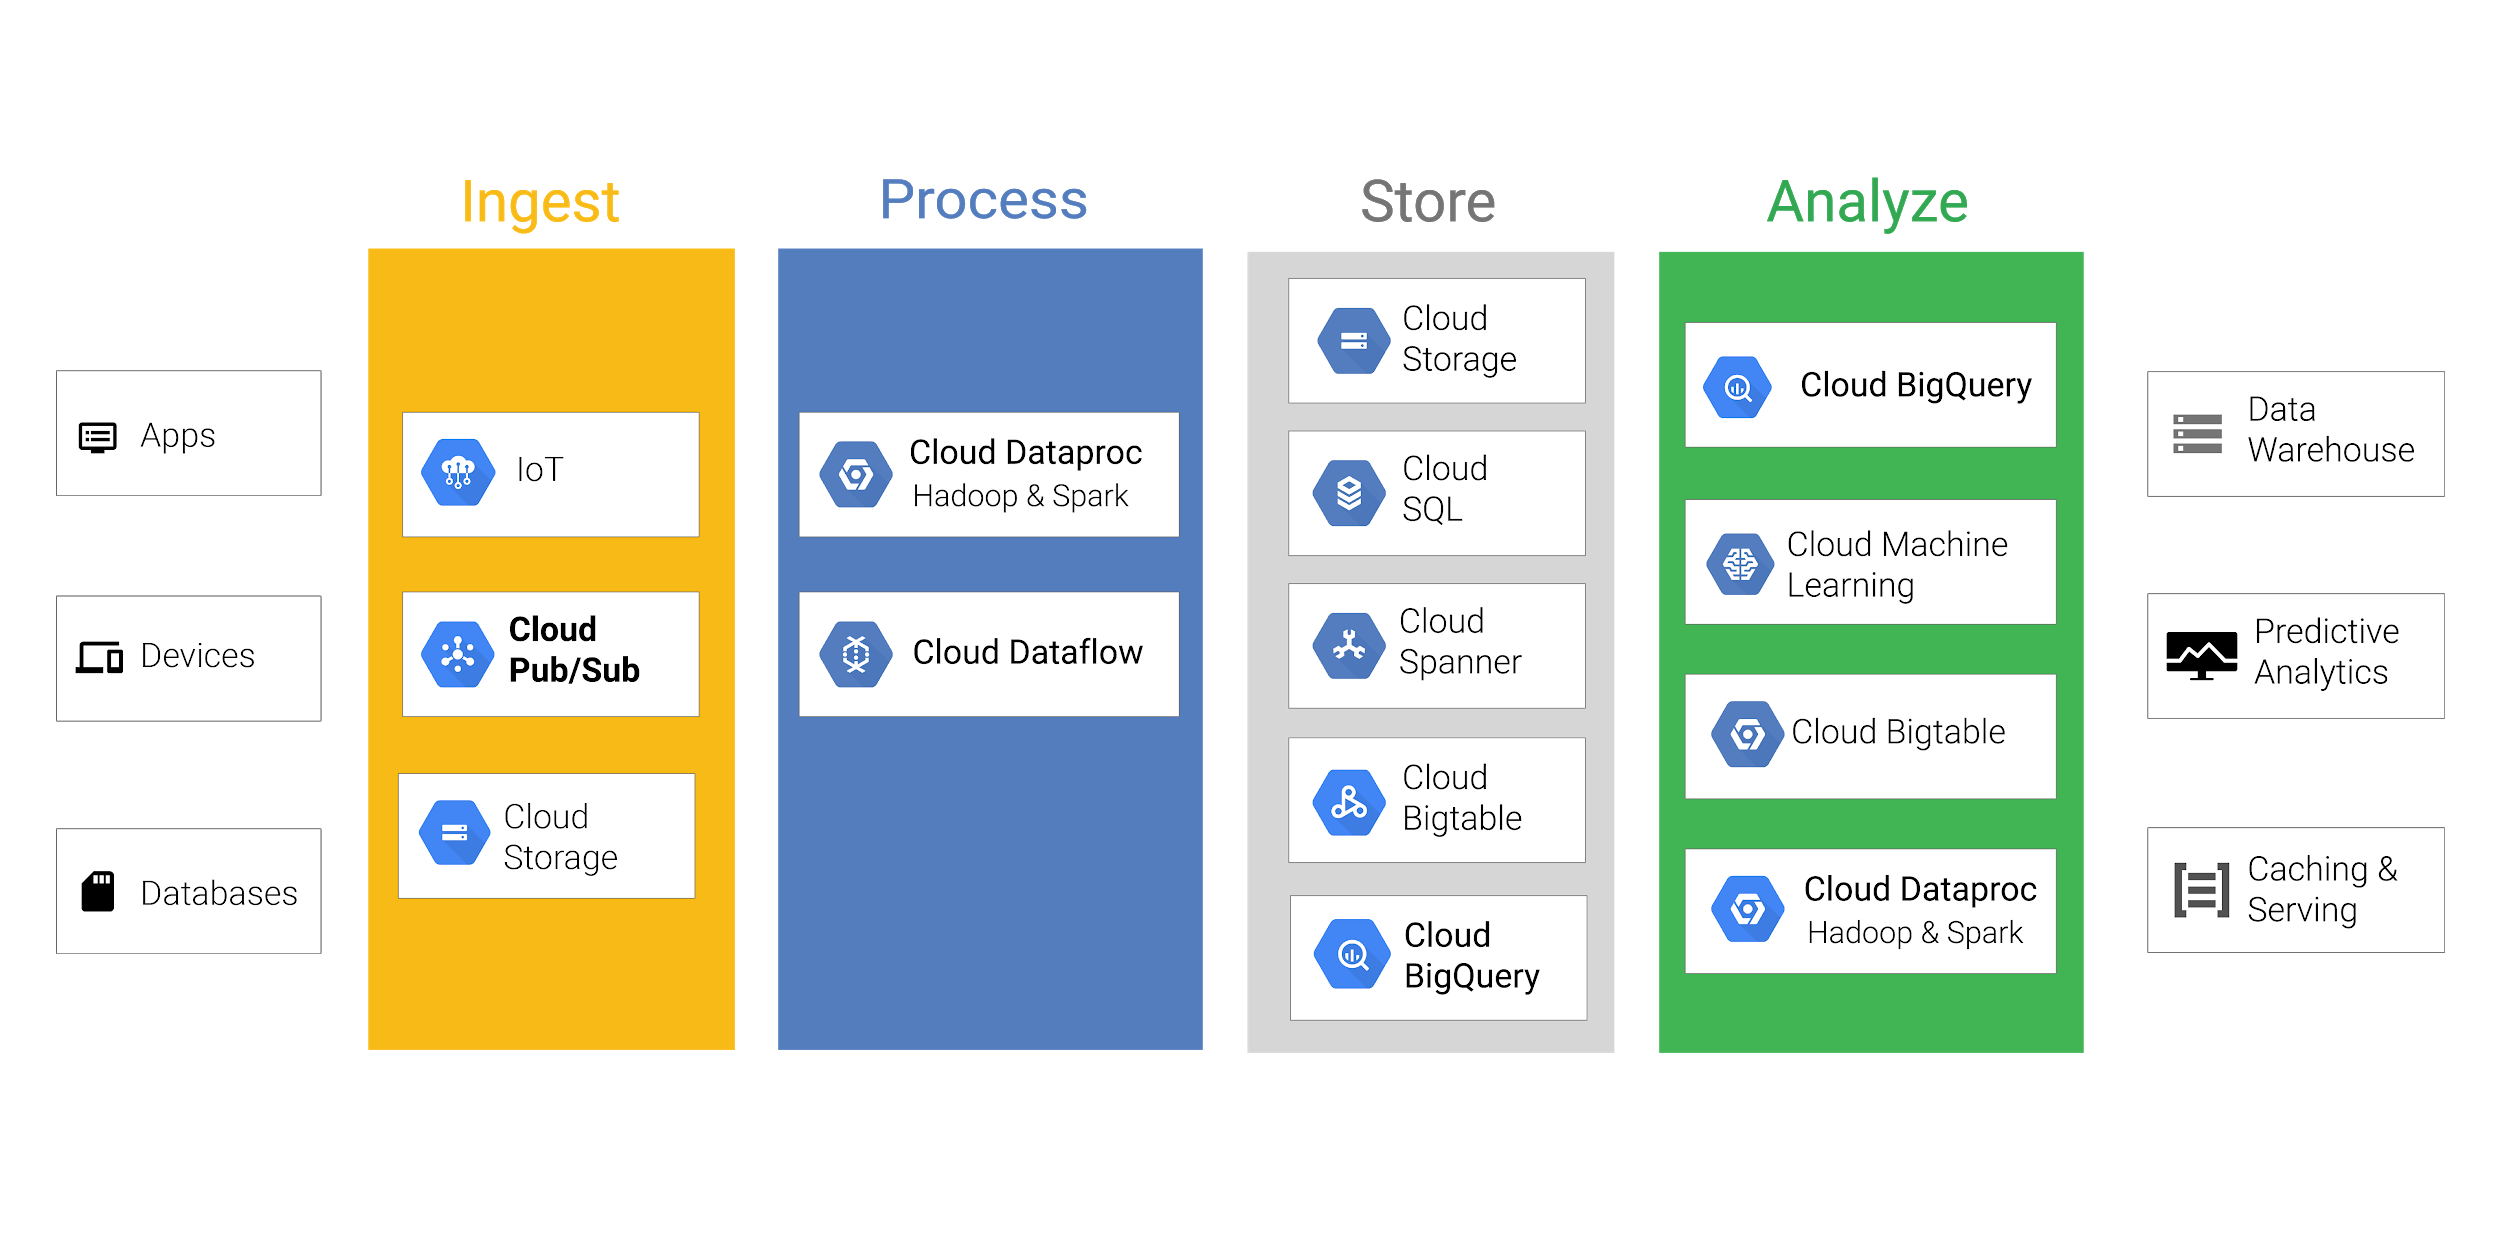 Ingest
Process
Store
Analyze
Apps
Devices
Databases
IoT
Cloud
Pub/Sub
Cloud
Storage
Cloud Dataproc
Hadoop & Spark
Cloud Dataflow
Cloud
Storage
Cloud
SQL
Cloud
Spanner
Cloud
Bigtable
Cloud
BigQuery
Cloud BigQuery
Cloud Machine
Learning
Cloud Bigtable
Cloud Dataproc
Hadoop & Spark
Data
Warehouse
Predictive
Analytics
Caching &
Serving